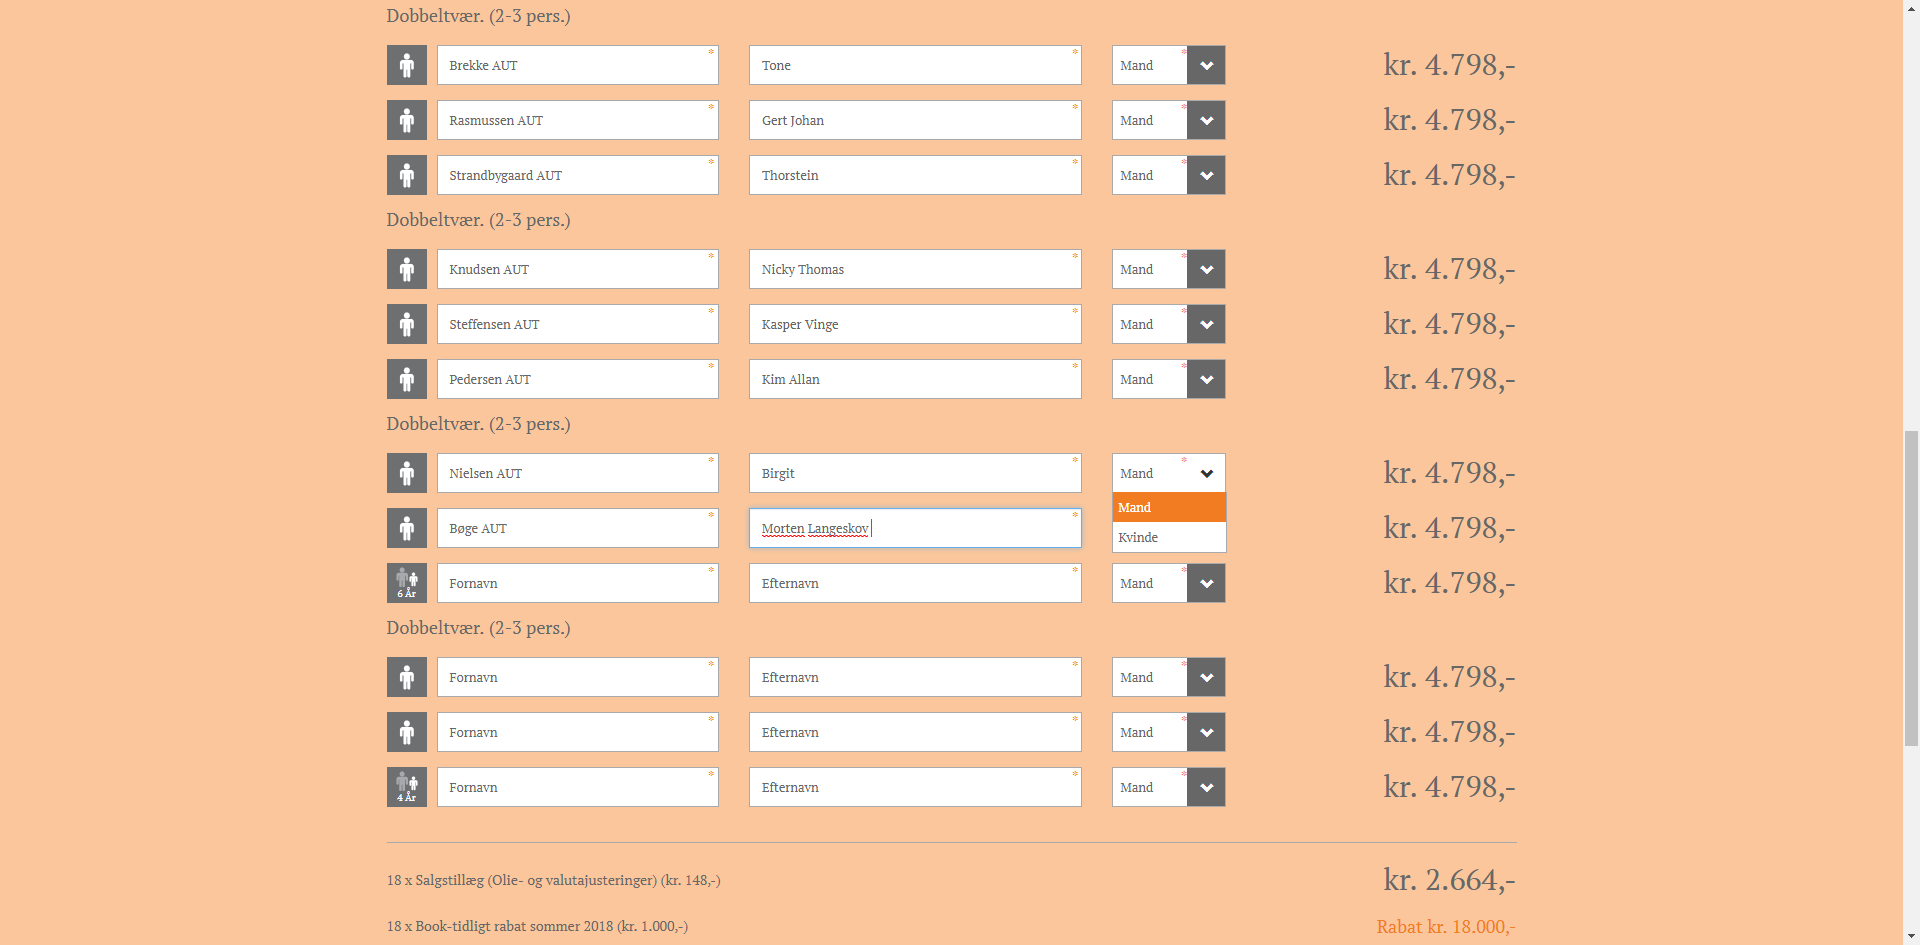 Dobbeltvær. (2-3 pers.)
Brekke AUT * Tone * Mand * kr. 4.798,-
Rasmussen AUT * Gert Johan * Mand * kr. 4.798,-
Strandbygaard AUT * Thorstein * Mand * kr. 4.798,-
Dobbeltvær. (2-3 pers.)
Knudsen AUT * Nicky Thomas * Mand * kr. 4.798,-
Steffensen AUT * Kasper Vinge * Mand * kr. 4.798,-
Pedersen AUT * Kim Allan * Mand * kr. 4.798,-
Dobbeltvær. (2-3 pers.)
Nielsen AUT * Birgit * Mand * kr. 4.798,-
Mand
Bøge AUT * Morten Langeskov * kr. 4.798,-
Kvinde
6 År Fornavn * Efternavn * Mand * kr. 4.798,-
Dobbeltvær. (2-3 pers.)
Fornavn * Efternavn * Mand * kr. 4.798,-
Fornavn * Efternavn * Mand * kr. 4.798,-
4 År Fornavn * Efternavn * Mand * kr. 4.798,-
18 x Salgstillæg (Olie- og valutajusteringer) (kr. 148,-) kr. 2.664,-
18 x Book-tidligt rabat sommer 2018 (kr. 1.000,-) Rabat kr. 18.000,-